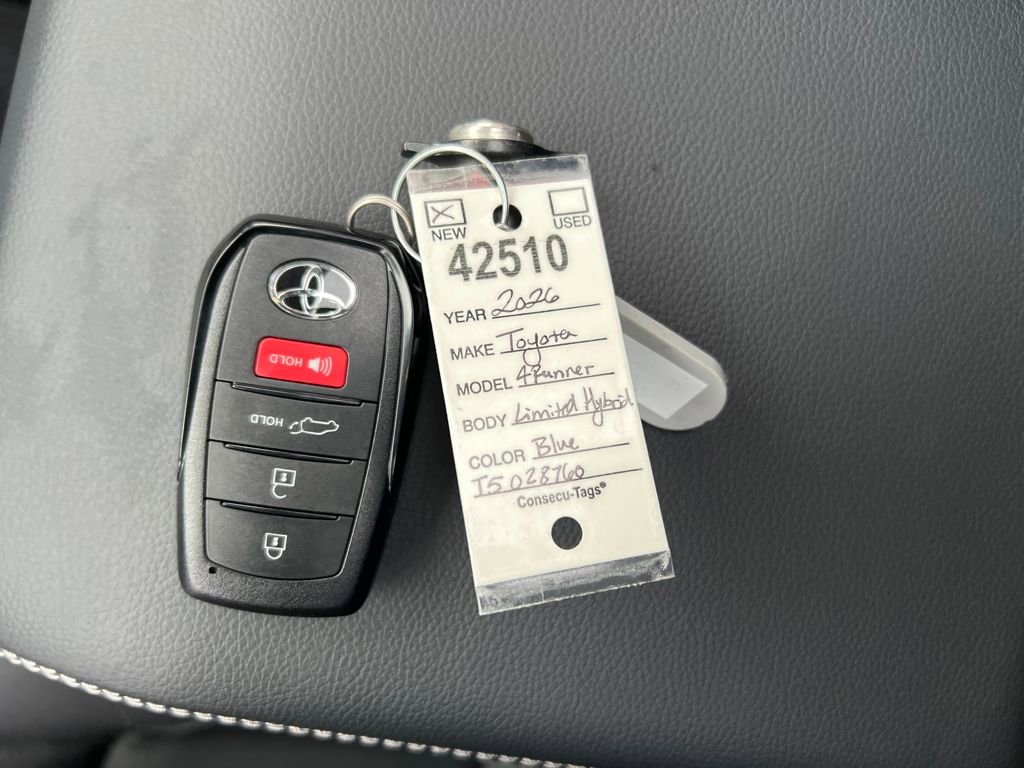 NEW USED
42510
YEAR 2026
MAKE Toyota
MODEL 4Runner
BODY Limited Hybrid
COLOR Blue
T5028760
Consecu-Tags®
HOLD
HOLD